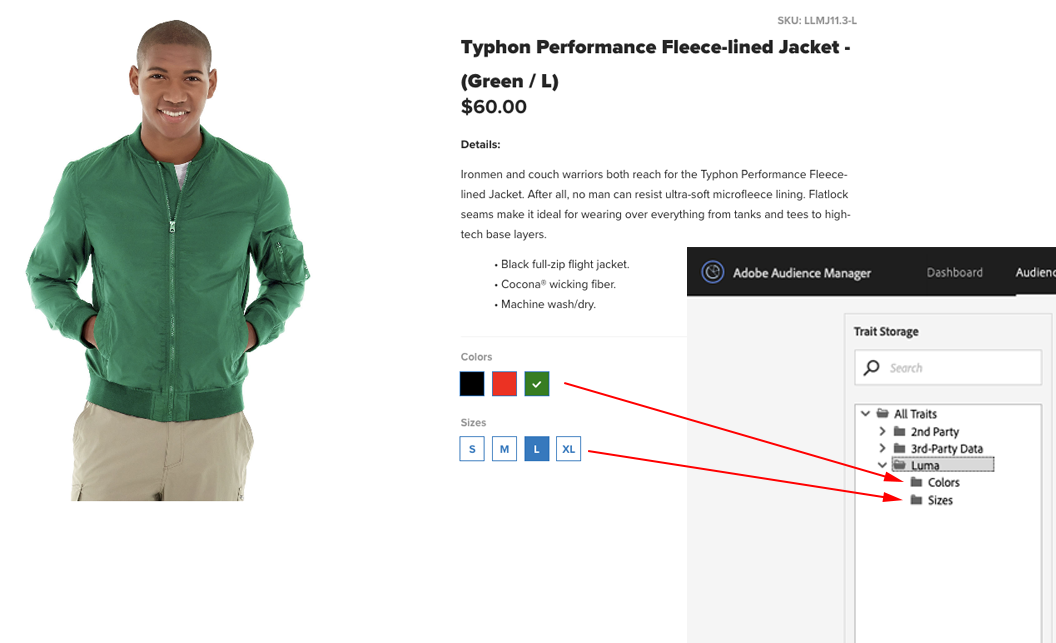 SKU: LLMJ11.3-L
Typhon Performance Fleece-lined Jacket -
(Green / L)
$60.00
Details:
Ironmen and couch warriors both reach for the Typhon Performance Fleece-
lined Jacket. After all, no man can resist ultra-soft microfleece lining. Flatlock
seams make it ideal for wearing over everything from tanks and tees to high-
tech base layers.
• Black full-zip flight jacket.
• Cocona® wicking fiber.
• Machine wash/dry.
Colors
Sizes
S M L XL
Adobe Audience Manager Dashboard Audienc
Trait Storage
Search
All Traits
2nd Party
3rd-Party Data
Luma
Colors
Sizes